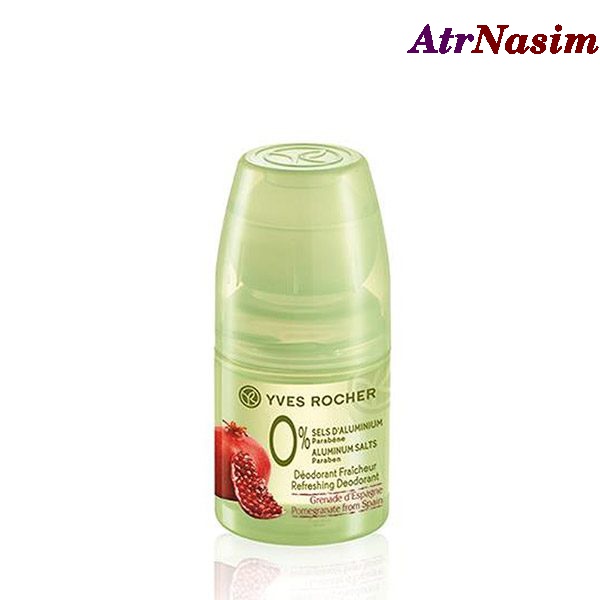 AtrNasim
YVES ROCHER
0%
SELS D'ALUMINIUM
Parabène
ALUMINUM SALTS
Paraben
Déodorant Fraîcheur
Refreshing Deodorant
Grenade d'Espagne
Pomegranate from Spain